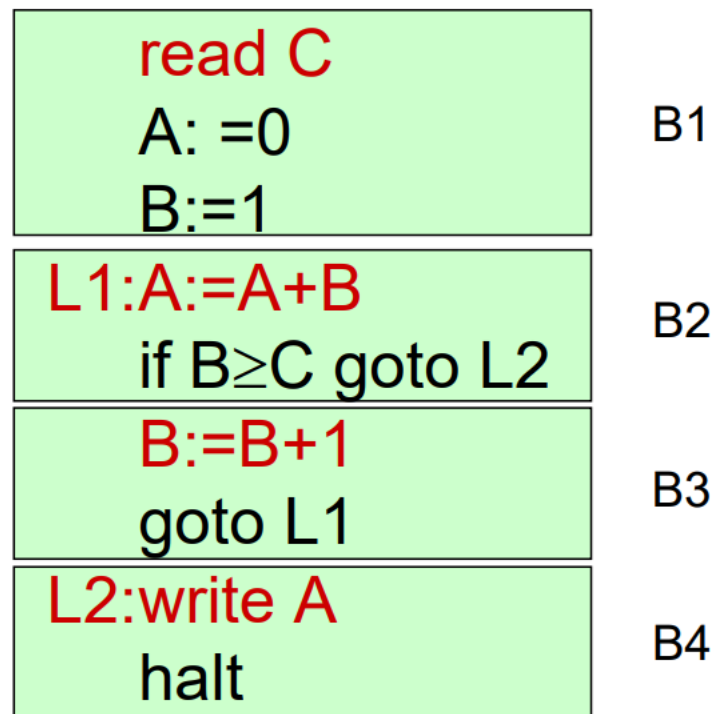 read C
A: =0
B:=1
B1
L1:A:=A+B
if B≥C goto L2
B2
B:=B+1
goto L1
B3
L2:write A
halt
B4